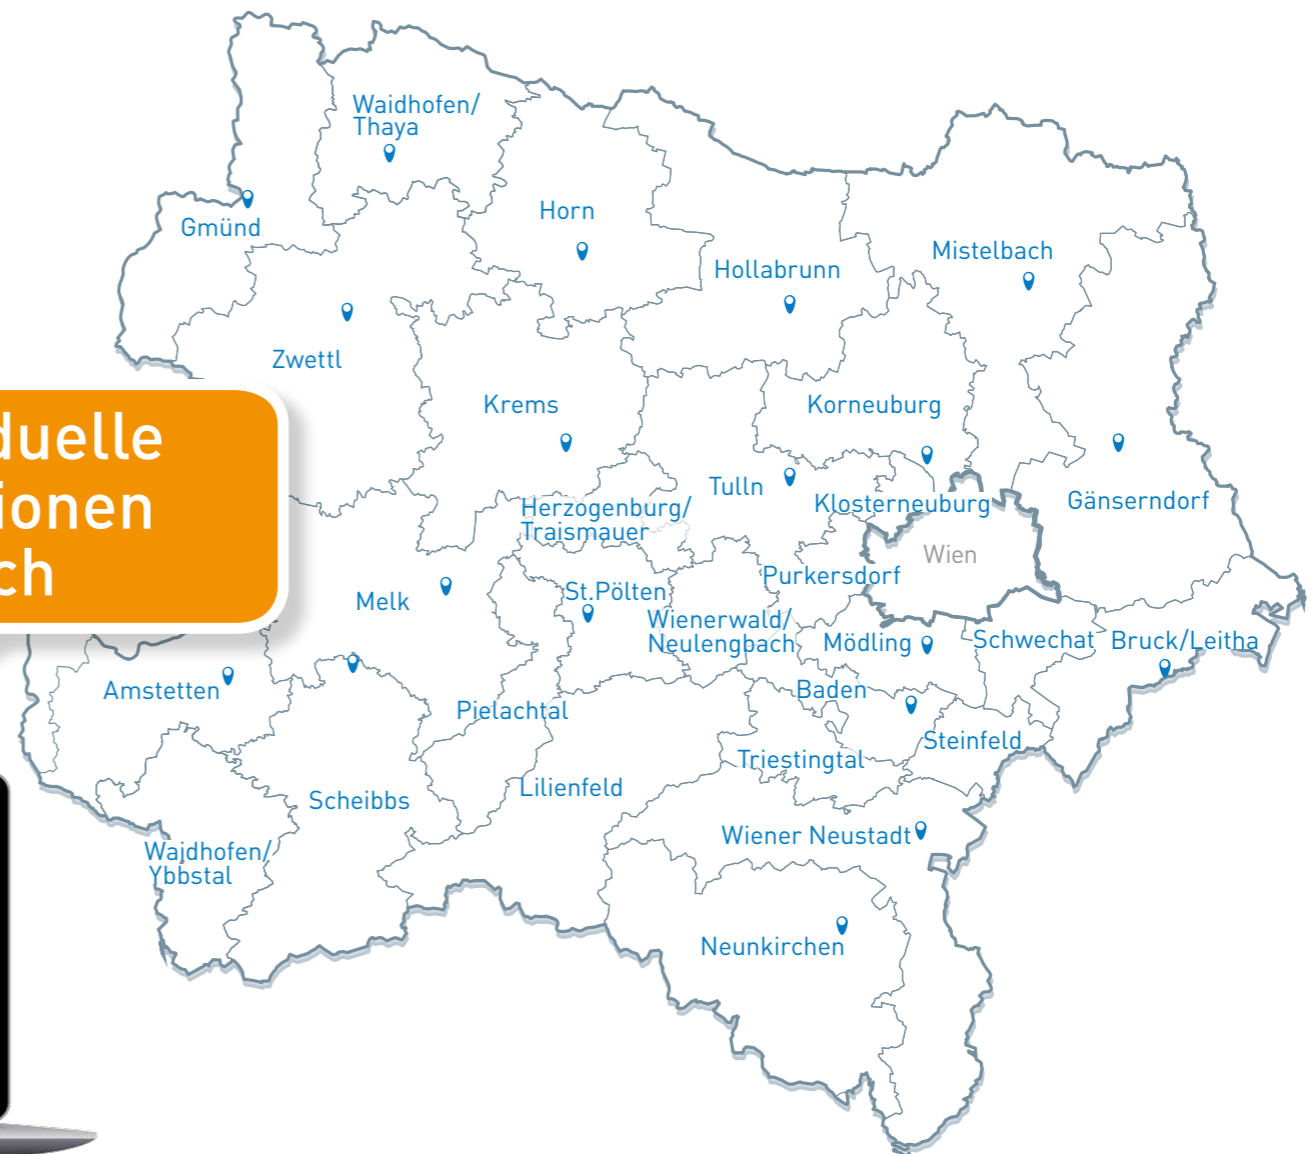 Waidhofen/
Thaya
Horn
Gmünd
Mistelbach
Hollabrunn
Zwettl
Krems
Korneuburg
duelle
ionen
ch
Tulln
Klosterneuburg
Gänserndorf
Herzogenburg/
Traismauer
Wien
Purkersdorf
St.Pölten
Melk
Wienerwald/
Neulengbach
Mödling
Schwechat
Bruck/Leitha
Amstetten
Baden
Pielachtal
Steinfeld
Triestingtal
Lilienfeld
Scheibbs
Wiener Neustadt
Waidhofen/
Ybbstal
Neunkirchen